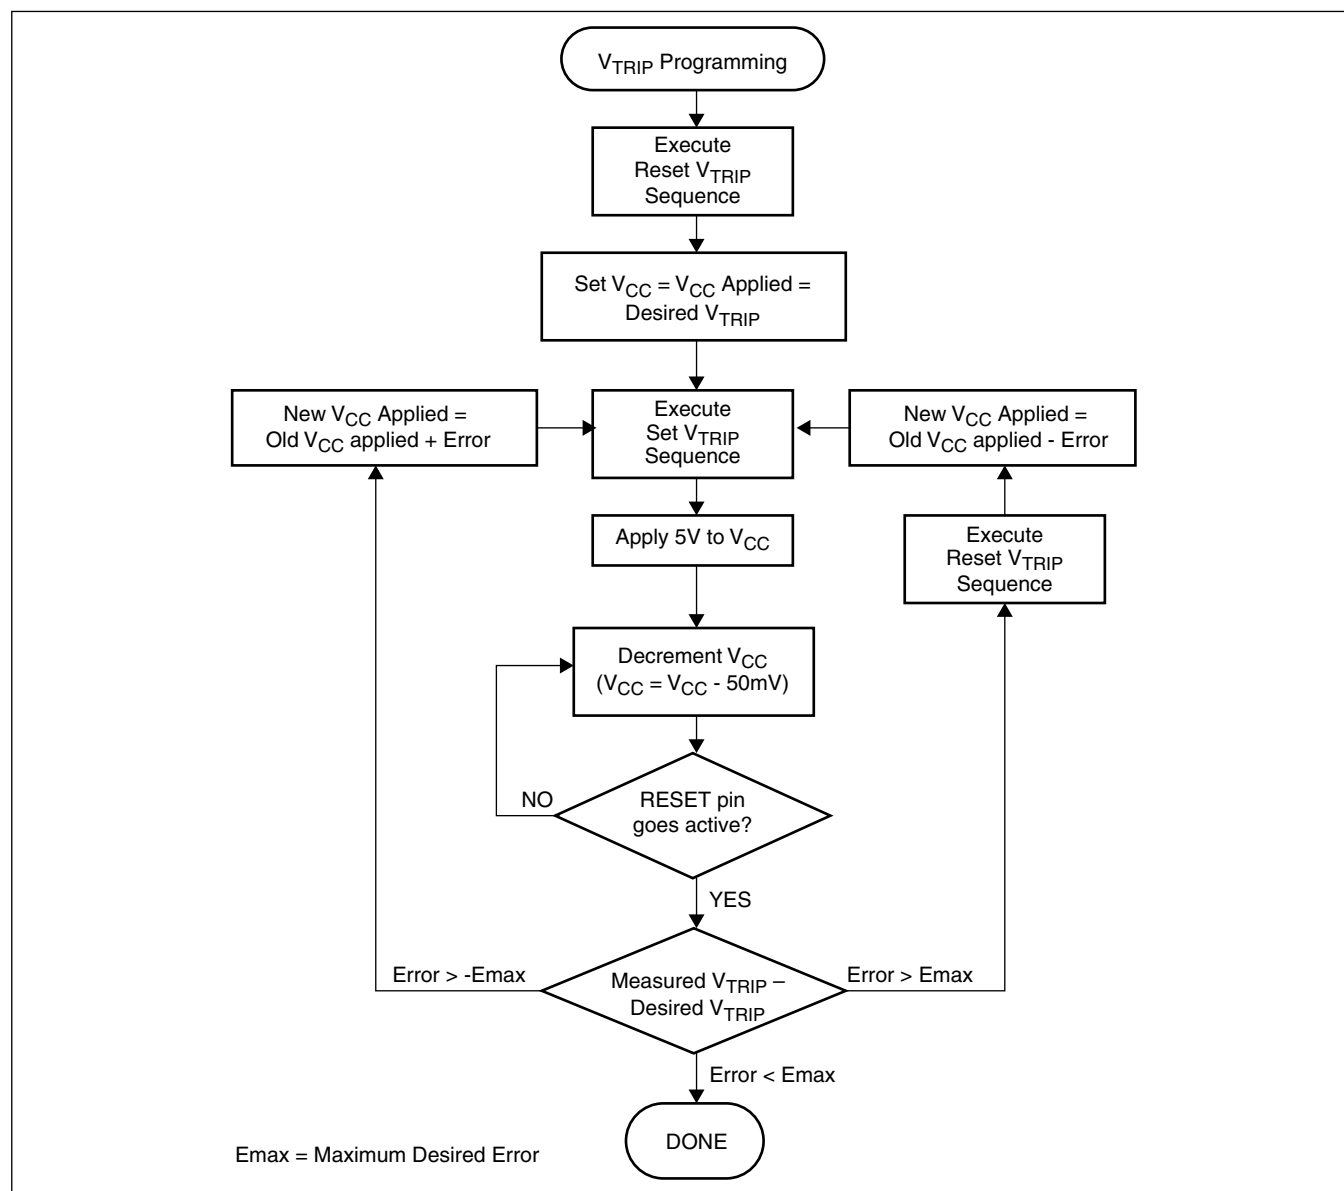 VTRIP Programming
Execute
Reset VTRIP
Sequence
Set VCC = VCC Applied =
Desired VTRIP
New VCC Applied =
Old VCC applied + Error
Execute
Set VTRIP
Sequence
New VCC Applied =
Old VCC applied - Error
Apply 5V to VCC
Execute
Reset VTRIP
Sequence
Decrement VCC
(VCC = VCC - 50mV)
NO
RESET pin
goes active?
YES
Error > -Emax
Measured VTRIP –
Desired VTRIP
Error > Emax
Error < Emax
DONE
Emax = Maximum Desired Error